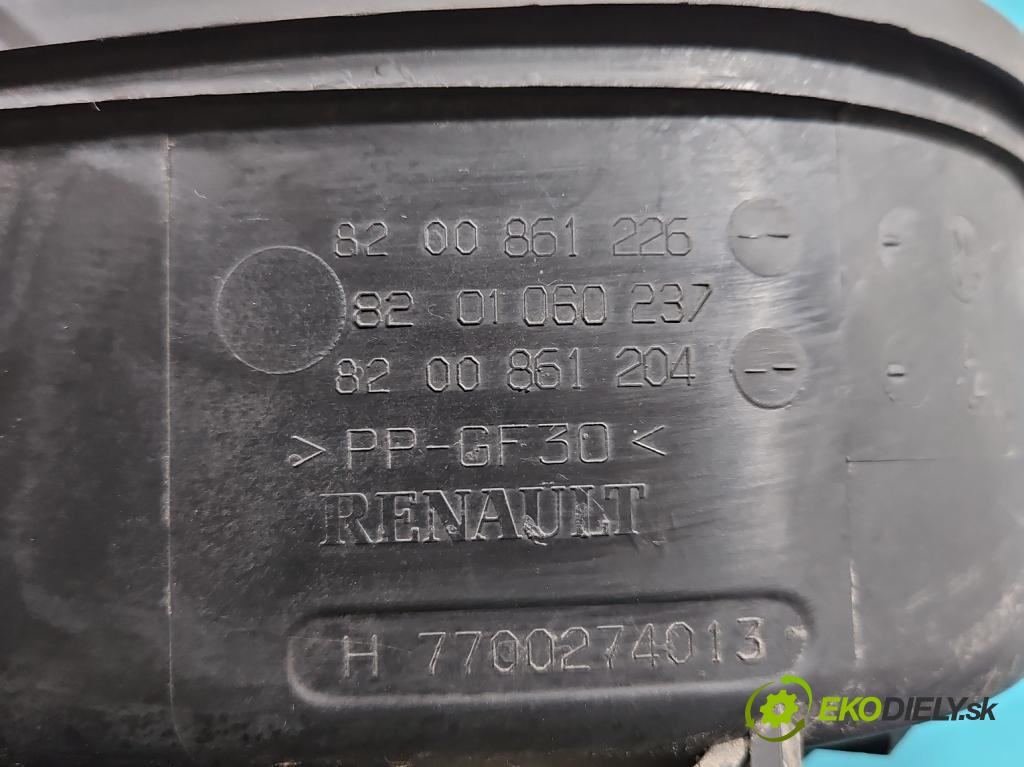 82 00 861 226
82 01 060 237
82 00 861 204
>PP-GF30<
RENAULT
H 7700274013
EKODIELY.sk